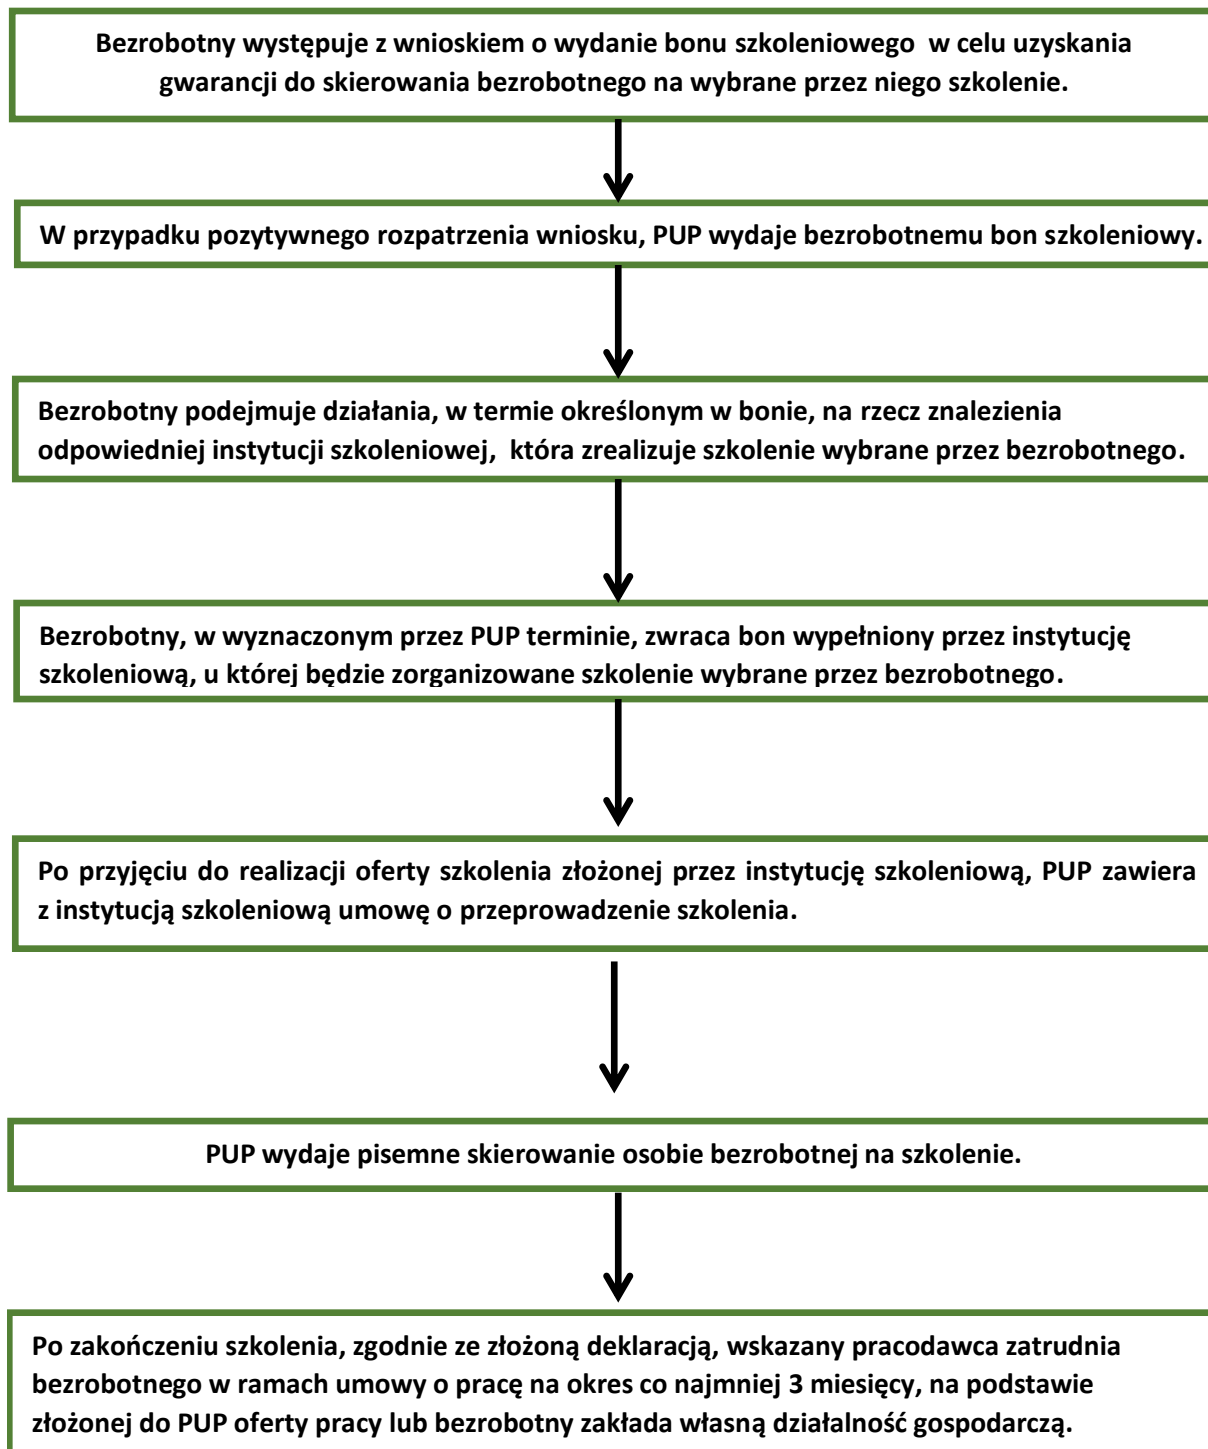 Bezrobotny występuje z wnioskiem o wydanie bonu szkoleniowego  w celu uzyskania
gwarancji do skierowania bezrobotnego na wybrane przez niego szkolenie.
W przypadku pozytywnego rozpatrzenia wniosku, PUP wydaje bezrobotnemu bon szkoleniowy.
Bezrobotny podejmuje działania, w termie określonym w bonie, na rzecz znalezienia
odpowiedniej instytucji szkoleniowej,  która zrealizuje szkolenie wybrane przez bezrobotnego.
Bezrobotny, w wyznaczonym przez PUP terminie, zwraca bon wypełniony przez instytucję
szkoleniową, u której będzie zorganizowane szkolenie wybrane przez bezrobotnego.
Po przyjęciu do realizacji oferty szkolenia złożonej przez instytucję szkoleniową, PUP zawiera
z instytucją szkoleniową umowę o przeprowadzenie szkolenia.
PUP wydaje pisemne skierowanie osobie bezrobotnej na szkolenie.
Po zakończeniu szkolenia, zgodnie ze złożoną deklaracją, wskazany pracodawca zatrudnia
bezrobotnego w ramach umowy o pracę na okres co najmniej 3 miesięcy, na podstawie
złożonej do PUP oferty pracy lub bezrobotny zakłada własną działalność gospodarczą.